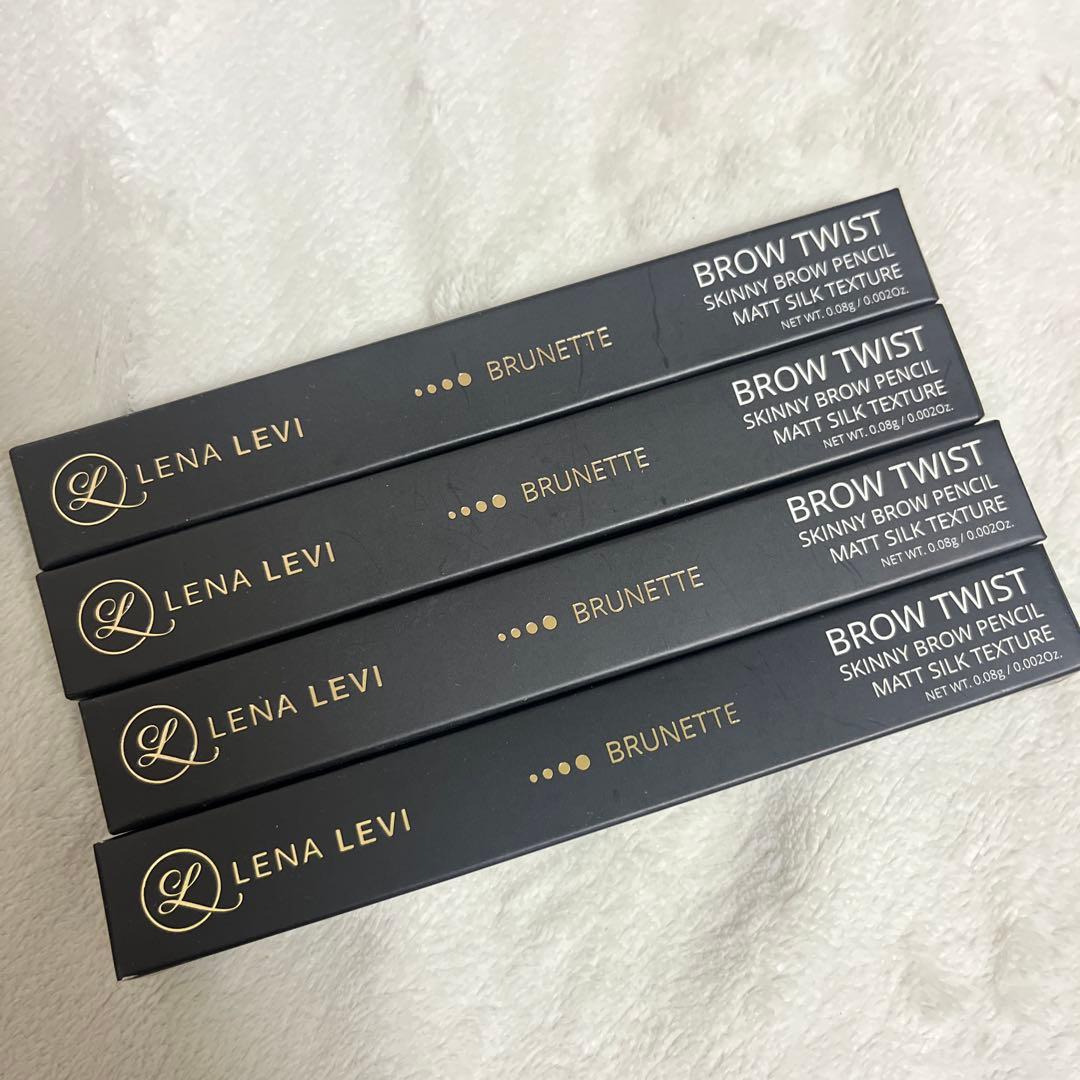 L LENA LEVI
BRUNETTE
BROW TWIST
SKINNY BROW PENCIL
MATT SILK TEXTURE
NET WT. 0.08g / 0.002Oz.
L LENA LEVI
BRUNETTE
BROW TWIST
SKINNY BROW PENCIL
MATT SILK TEXTURE
NET WT. 0.08g / 0.002Oz.
L LENA LEVI
BRUNETTE
BROW TWIST
SKINNY BROW PENCIL
MATT SILK TEXTURE
NET WT. 0.08g / 0.002Oz.
L LENA LEVI
BRUNETTE
BROW TWIST
SKINNY BROW PENCIL
MATT SILK TEXTURE
NET WT. 0.08g / 0.002Oz.